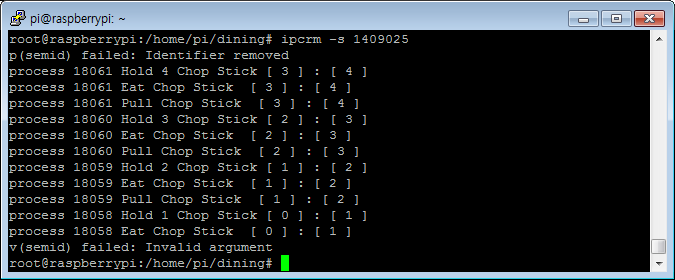 pi@raspberrypi: ~
root@raspberrypi:/home/pi/dining# ipcrm -s 1409025
p(semid) failed: Identifier removed
process 18061 Hold 4 Chop Stick [ 3 ] : [ 4 ]
process 18061 Eat Chop Stick  [ 3 ] : [ 4 ]
process 18061 Pull Chop Stick  [ 3 ] : [ 4 ]
process 18060 Hold 3 Chop Stick [ 2 ] : [ 3 ]
process 18060 Eat Chop Stick  [ 2 ] : [ 3 ]
process 18060 Pull Chop Stick  [ 2 ] : [ 3 ]
process 18059 Hold 2 Chop Stick [ 1 ] : [ 2 ]
process 18059 Eat Chop Stick  [ 1 ] : [ 2 ]
process 18059 Pull Chop Stick  [ 1 ] : [ 2 ]
process 18058 Hold 1 Chop Stick [ 0 ] : [ 1 ]
process 18058 Eat Chop Stick  [ 0 ] : [ 1 ]
v(semid) failed: Invalid argument
root@raspberrypi:/home/pi/dining#